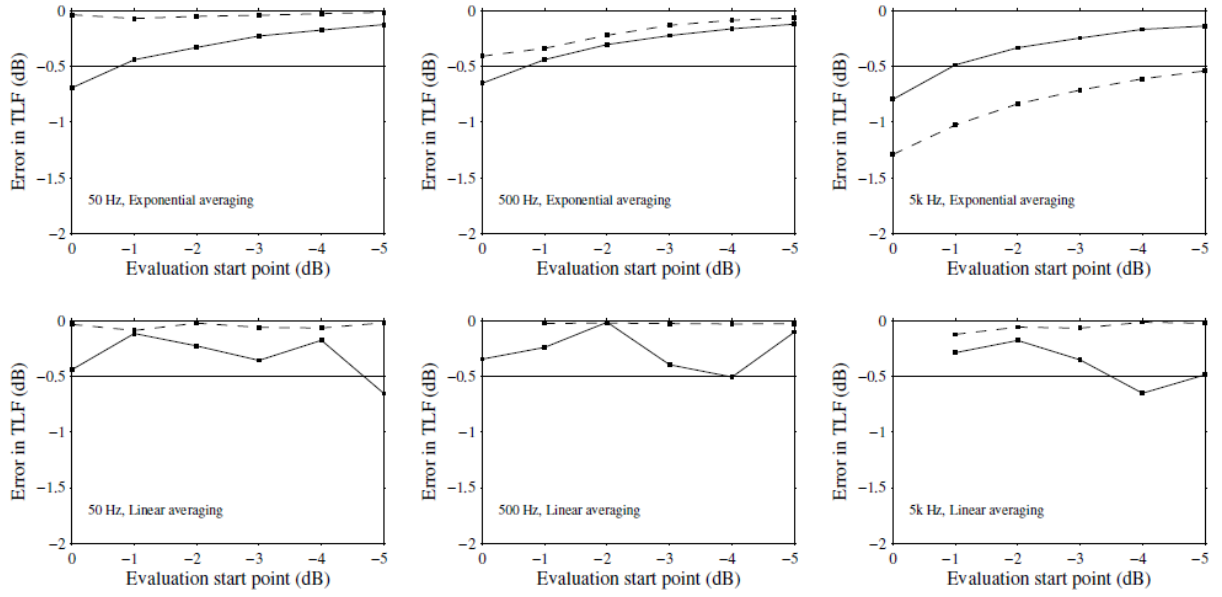 0
−0.5
−1
−1.5
−2
Error in TLF (dB)
50 Hz, Exponential averaging
0 −1 −2 −3 −4 −5
Evaluation start point (dB)
0
−0.5
−1
−1.5
−2
Error in TLF (dB)
500 Hz, Exponential averaging
0 −1 −2 −3 −4 −5
Evaluation start point (dB)
0
−0.5
−1
−1.5
−2
Error in TLF (dB)
5k Hz, Exponential averaging
0 −1 −2 −3 −4 −5
Evaluation start point (dB)
0
−0.5
−1
−1.5
−2
Error in TLF (dB)
50 Hz, Linear averaging
0 −1 −2 −3 −4 −5
Evaluation start point (dB)
0
−0.5
−1
−1.5
−2
Error in TLF (dB)
500 Hz, Linear averaging
0 −1 −2 −3 −4 −5
Evaluation start point (dB)
0
−0.5
−1
−1.5
−2
Error in TLF (dB)
5k Hz, Linear averaging
0 −1 −2 −3 −4 −5
Evaluation start point (dB)